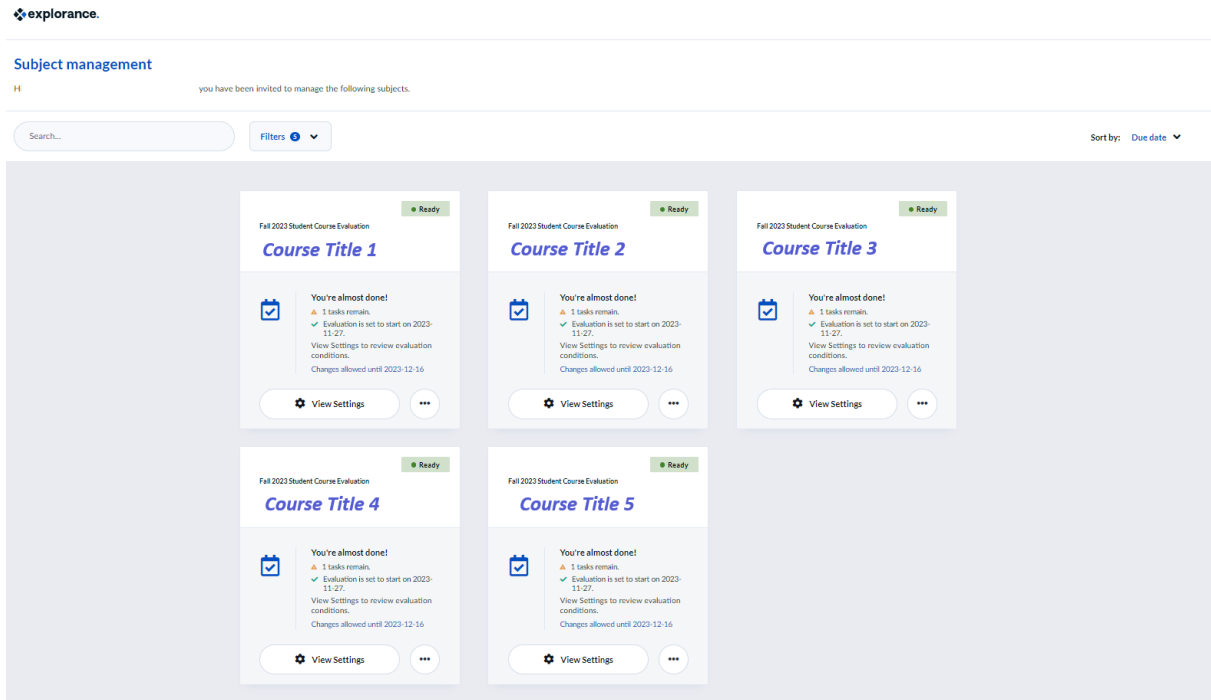 explorance.
Subject management
H you have been invited to manage the following subjects.
Search...
Filters 5
Sort by: Due date
Ready
Fall 2023 Student Course Evaluation
Course Title 1
You're almost done!
1 tasks remain.
Evaluation is set to start on 2023-
11-27.
View Settings to review evaluation
conditions.
Changes allowed until 2023-12-16
View Settings
•••
Ready
Fall 2023 Student Course Evaluation
Course Title 2
You're almost done!
1 tasks remain.
Evaluation is set to start on 2023-
11-27.
View Settings to review evaluation
conditions.
Changes allowed until 2023-12-16
View Settings
•••
Ready
Fall 2023 Student Course Evaluation
Course Title 3
You're almost done!
1 tasks remain.
Evaluation is set to start on 2023-
11-27.
View Settings to review evaluation
conditions.
Changes allowed until 2023-12-16
View Settings
•••
Ready
Fall 2023 Student Course Evaluation
Course Title 4
You're almost done!
1 tasks remain.
Evaluation is set to start on 2023-
11-27.
View Settings to review evaluation
conditions.
Changes allowed until 2023-12-16
View Settings
•••
Ready
Fall 2023 Student Course Evaluation
Course Title 5
You're almost done!
1 tasks remain.
Evaluation is set to start on 2023-
11-27.
View Settings to review evaluation
conditions.
Changes allowed until 2023-12-16
View Settings
•••